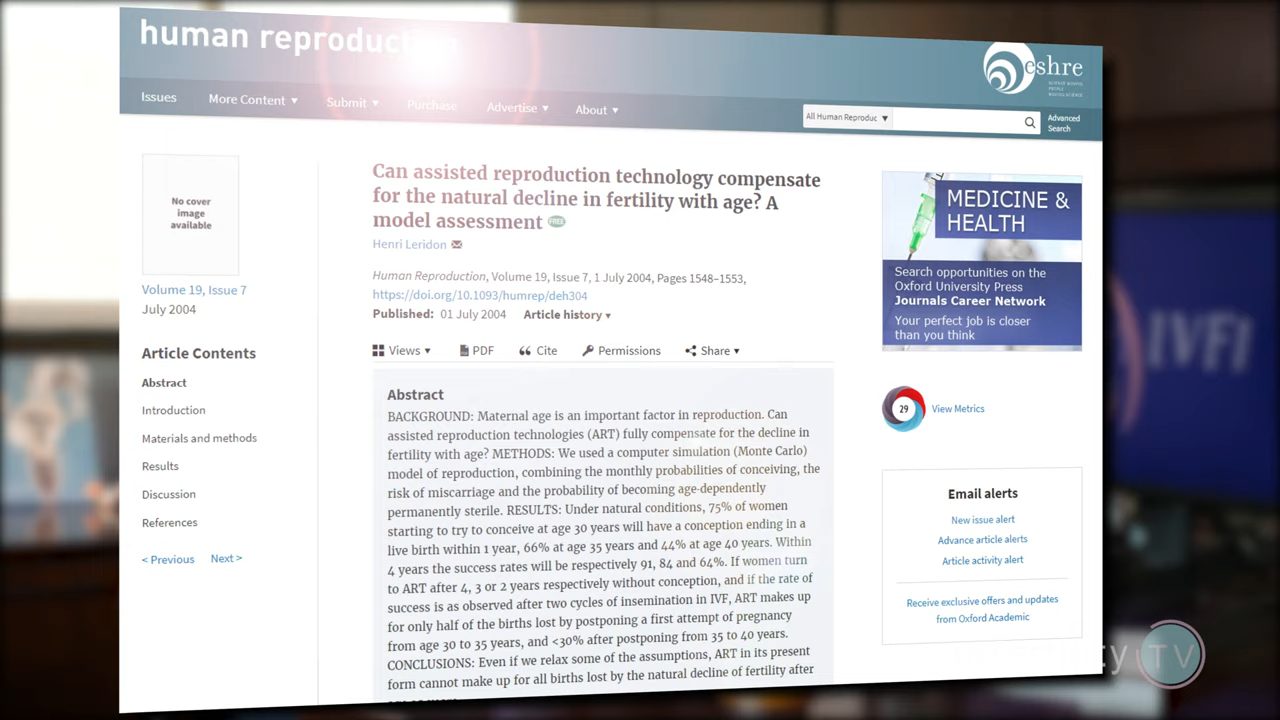 human reproduction
eshre
Issues
More Content
Submit
Purchase
Advertise
About
All Human Reproduc
Advanced
Search
No cover
image
available
Volume 19, Issue 7
July 2004
Article Contents
Abstract
Introduction
Materials and methods
Results
Discussion
References
< Previous
Next >
Can assisted reproduction technology compensate
for the natural decline in fertility with age? A
model assessment FREE
Henri Leridon
Human Reproduction, Volume 19, Issue 7, 1 July 2004, Pages 1548–1553,
https://doi.org/10.1093/humrep/deh304
Published: 01 July 2004 Article history
Views
PDF
Cite
Permissions
Share
Abstract
BACKGROUND: Maternal age is an important factor in reproduction. Can
assisted reproduction technologies (ART) fully compensate for the decline in
fertility with age? METHODS: We used a computer simulation (Monte Carlo)
model of reproduction, combining the monthly probabilities of conceiving, the
risk of miscarriage and the probability of becoming age-dependently
permanently sterile. RESULTS: Under natural conditions, 75% of women
starting to try to conceive at age 30 years will have a conception ending in a
live birth within 1 year, 66% at age 35 years and 44% at age 40 years. Within
4 years the success rates will be respectively 91, 84 and 64%. If women turn
to ART after 4, 3 or 2 years respectively without conception, and if the rate of
success is as observed after two cycles of insemination in IVF, ART makes up
for only half of the births lost by postponing a first attempt of pregnancy
from age 30 to 35 years, and <30% after postponing from 35 to 40 years.
CONCLUSIONS: Even if we relax some of the assumptions, ART in its present
form cannot make up for all births lost by the natural decline of fertility after
MEDICINE &
HEALTH
Search opportunities on the
Oxford University Press
Journals Career Network
Your perfect job is closer
than you think
29
View Metrics
Email alerts
New issue alert
Advance article alerts
Article activity alert
Receive exclusive offers and updates
from Oxford Academic
TV